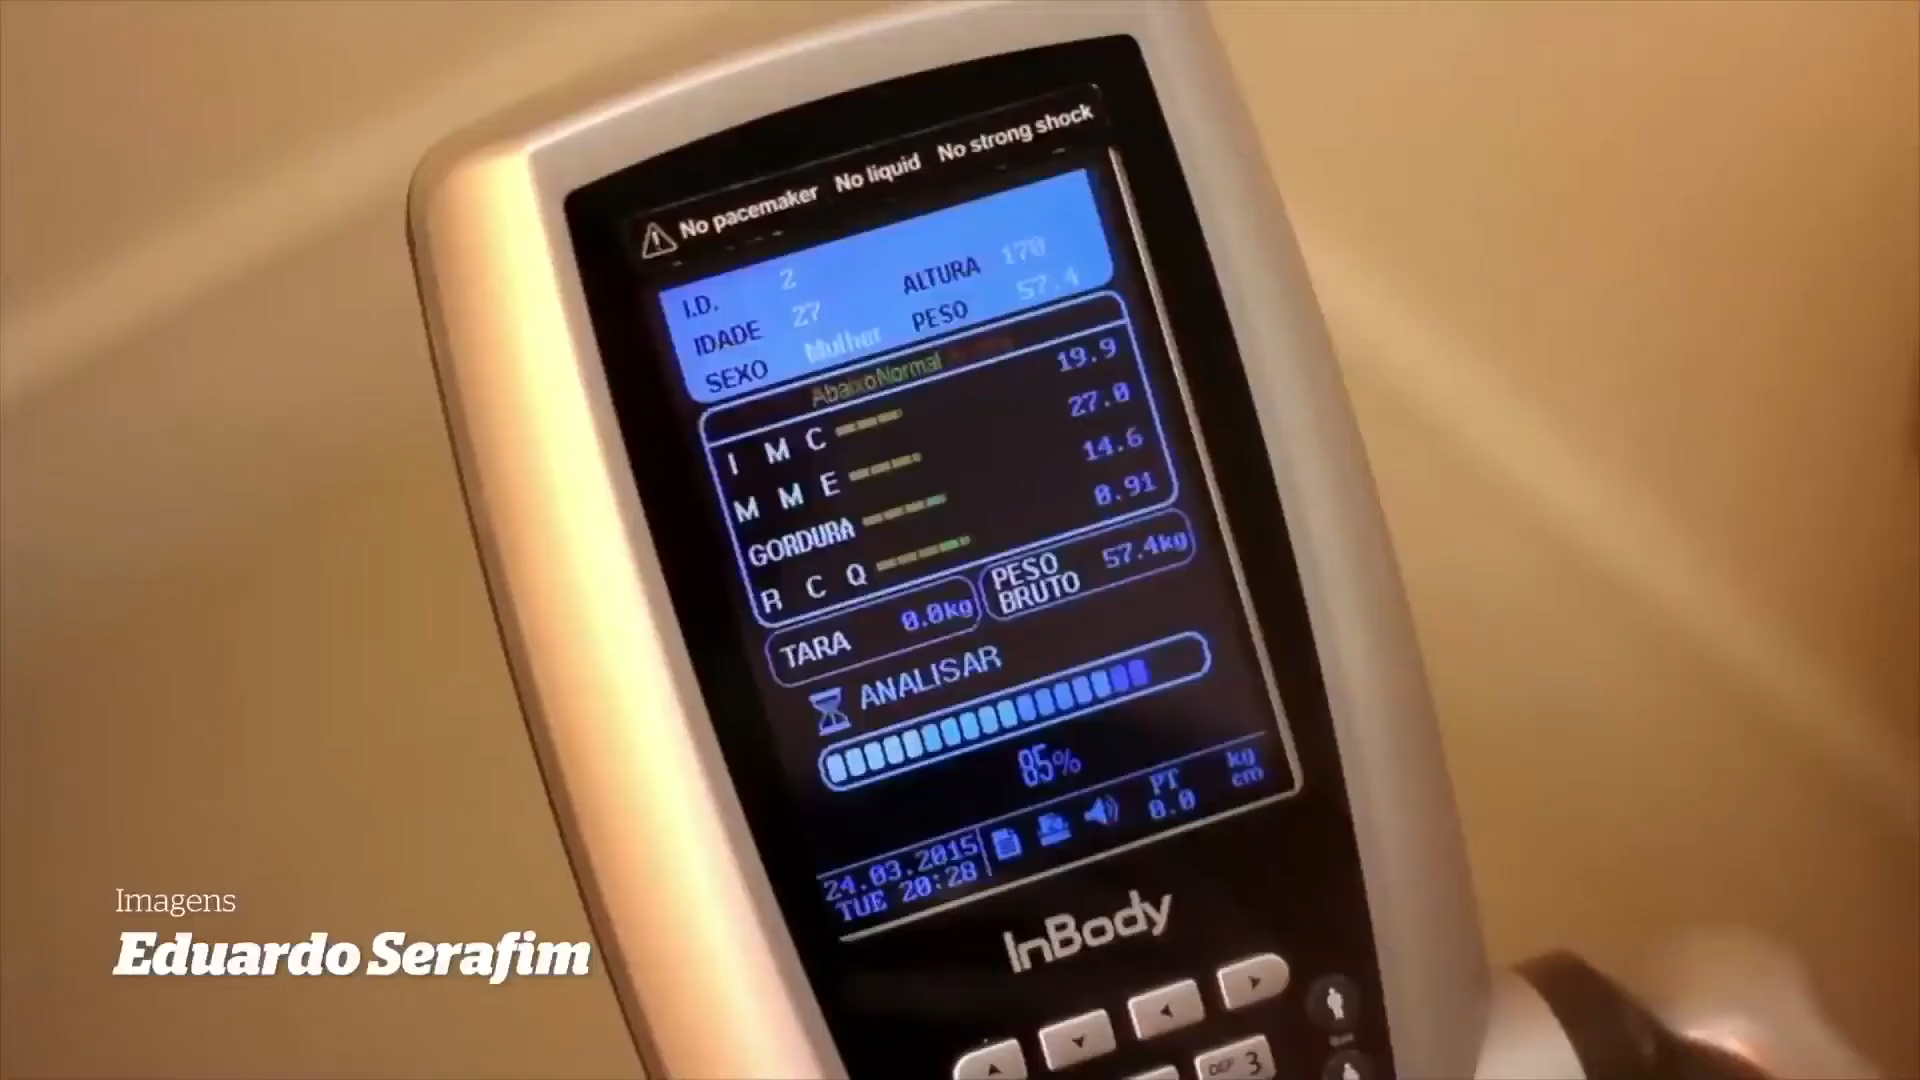 No pacemaker No liquid No strong shock
I.D. 2
IDADE 27 ALTURA 170
SEXO Mulher PESO 57.4
Abaixo Normal
I M C 19.9
M M E 27.0
GORDURA 14.6
R C Q 0.91
TARA 0.0kg PESO BRUTO 57.4kg
ANALISAR
85%
24.03.2015 PT kg
TUE 20:28 0.0 cm
InBody
DEF 3
Imagens
Eduardo Serafim